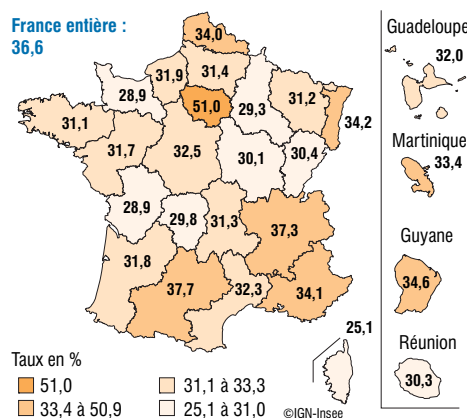 France entière :
36,6
34,0
31,9
31,4
28,9
51,0
29,3
31,2
34,2
31,1
31,7
32,5
30,1
30,4
28,9
29,8
31,3
37,3
31,8
37,7
32,3
34,1
25,1
Guadeloupe
32,0
Martinique
33,4
Guyane
34,6
Réunion
30,3
Taux en %
51,0
33,4 à 50,9
31,1 à 33,3
25,1 à 31,0
©IGN-Insee